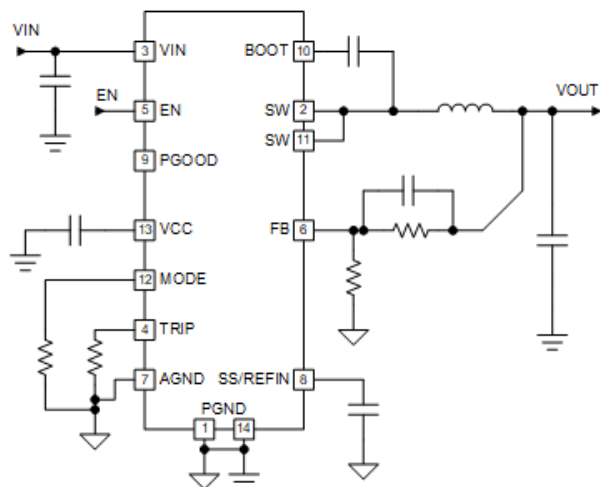 VIN
3 VIN
BOOT 10
EN
5 EN
SW 2
VOUT
SW 11
9 PGOOD
13 VCC
FB 6
12 MODE
4 TRIP
7 AGND
SS/REFIN 8
PGND
1 14